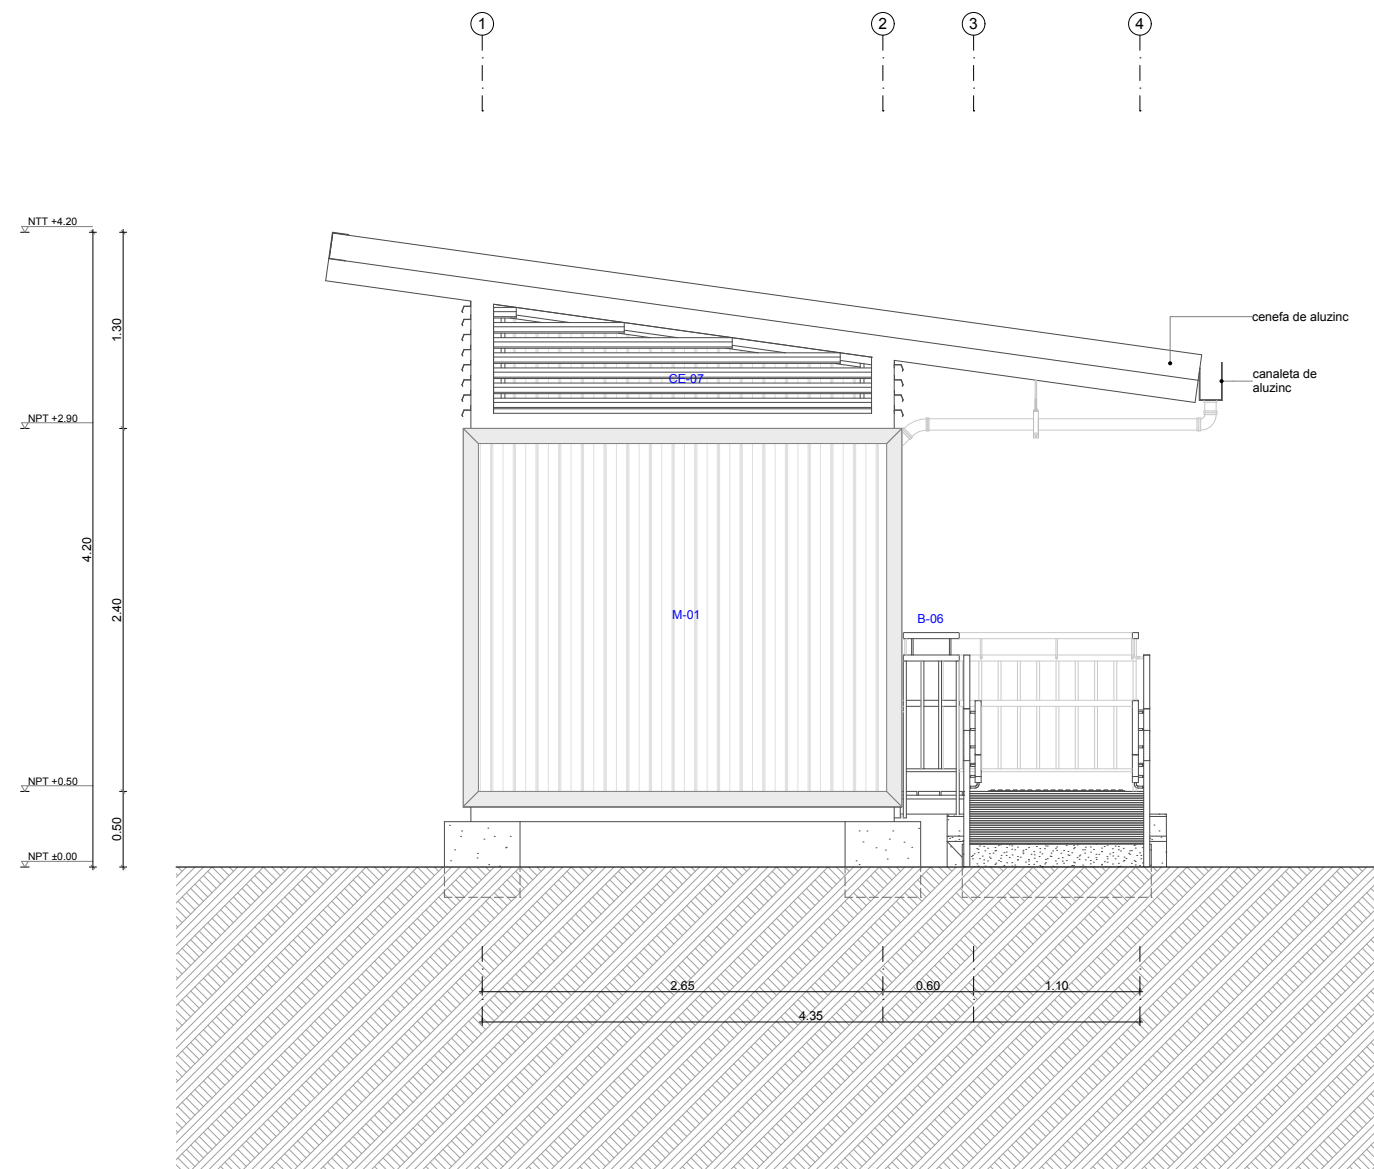 1
2
3
4
NTT +4.20
1.30
cenefa de aluzinc
canaleta de
aluzinc
CE-07
NPT +2.90
4.20
2.40
M-01
B-06
NPT +0.50
0.50
NPT ±0.00
2.65
0.60
1.10
4.35